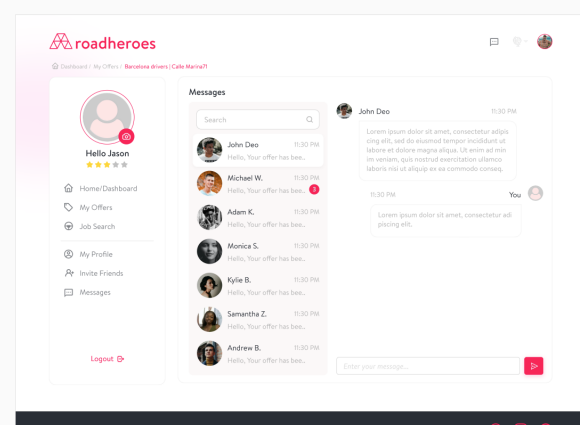 roadheroes
Dashboard / My Offers / Barcelona drivers | Calle Marina71
Hello Jason
Home/Dashboard
My Offers
Job Search
My Profile
Invite Friends
Messages
Logout
Messages
Search
John Deo 11:30 PM
Hello, Your offer has bee..
Michael W. 11:30 PM
Hello, Your offer has bee.. 3
Adam K. 11:30 PM
Hello, Your offer has bee..
Monica S. 11:30 PM
Hello, Your offer has bee..
Kylie B. 11:30 PM
Hello, Your offer has bee..
Samantha Z. 11:30 PM
Hello, Your offer has bee..
Andrew B. 11:30 PM
Hello, Your offer has bee..
John Deo 11:30 PM
Lorem ipsum dolor sit amet, consectetur adipis
cing elit, sed do eiusmod tempor incididunt ut
labore et dolore magna aliqua. Ut enim ad min
im veniam, quis nostrud exercitation ullamco
laboris nisi ut aliquip ex ea commodo conseq.
11:30 PM You
Lorem ipsum dolor sit amet, consectetur adi
piscing elit.
Enter your message...